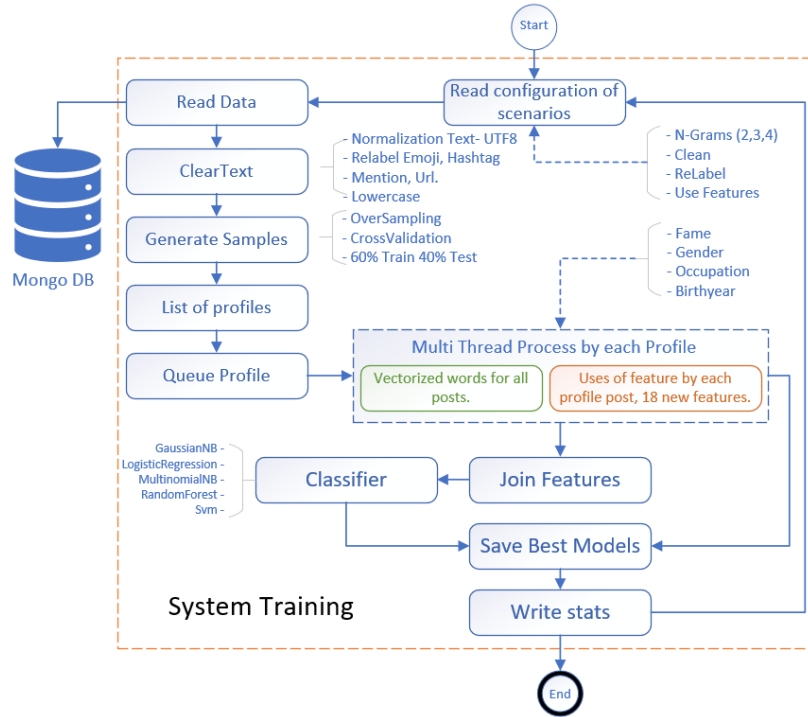 Start
Read configuration of
scenarios
Read Data
- N-Grams (2,3,4)
- Clean
- ReLabel
- Use Features
ClearText
- Normalization Text- UTF8
- Relabel Emoji, Hashtag
- Mention, Url.
- Lowercase
Mongo DB
Generate Samples
- OverSampling
- CrossValidation
- 60% Train 40% Test
- Fame
- Gender
- Occupation
- Birthyear
List of profiles
Queue Profile
Multi Thread Process by each Profile
Vectorized words for all
posts.
Uses of feature by each
profile post, 18 new features.
GaussianNB -
LogisticRegression -
MultinomialNB -
RandomForest -
Svm -
Classifier
Join Features
Save Best Models
System Training
Write stats
End